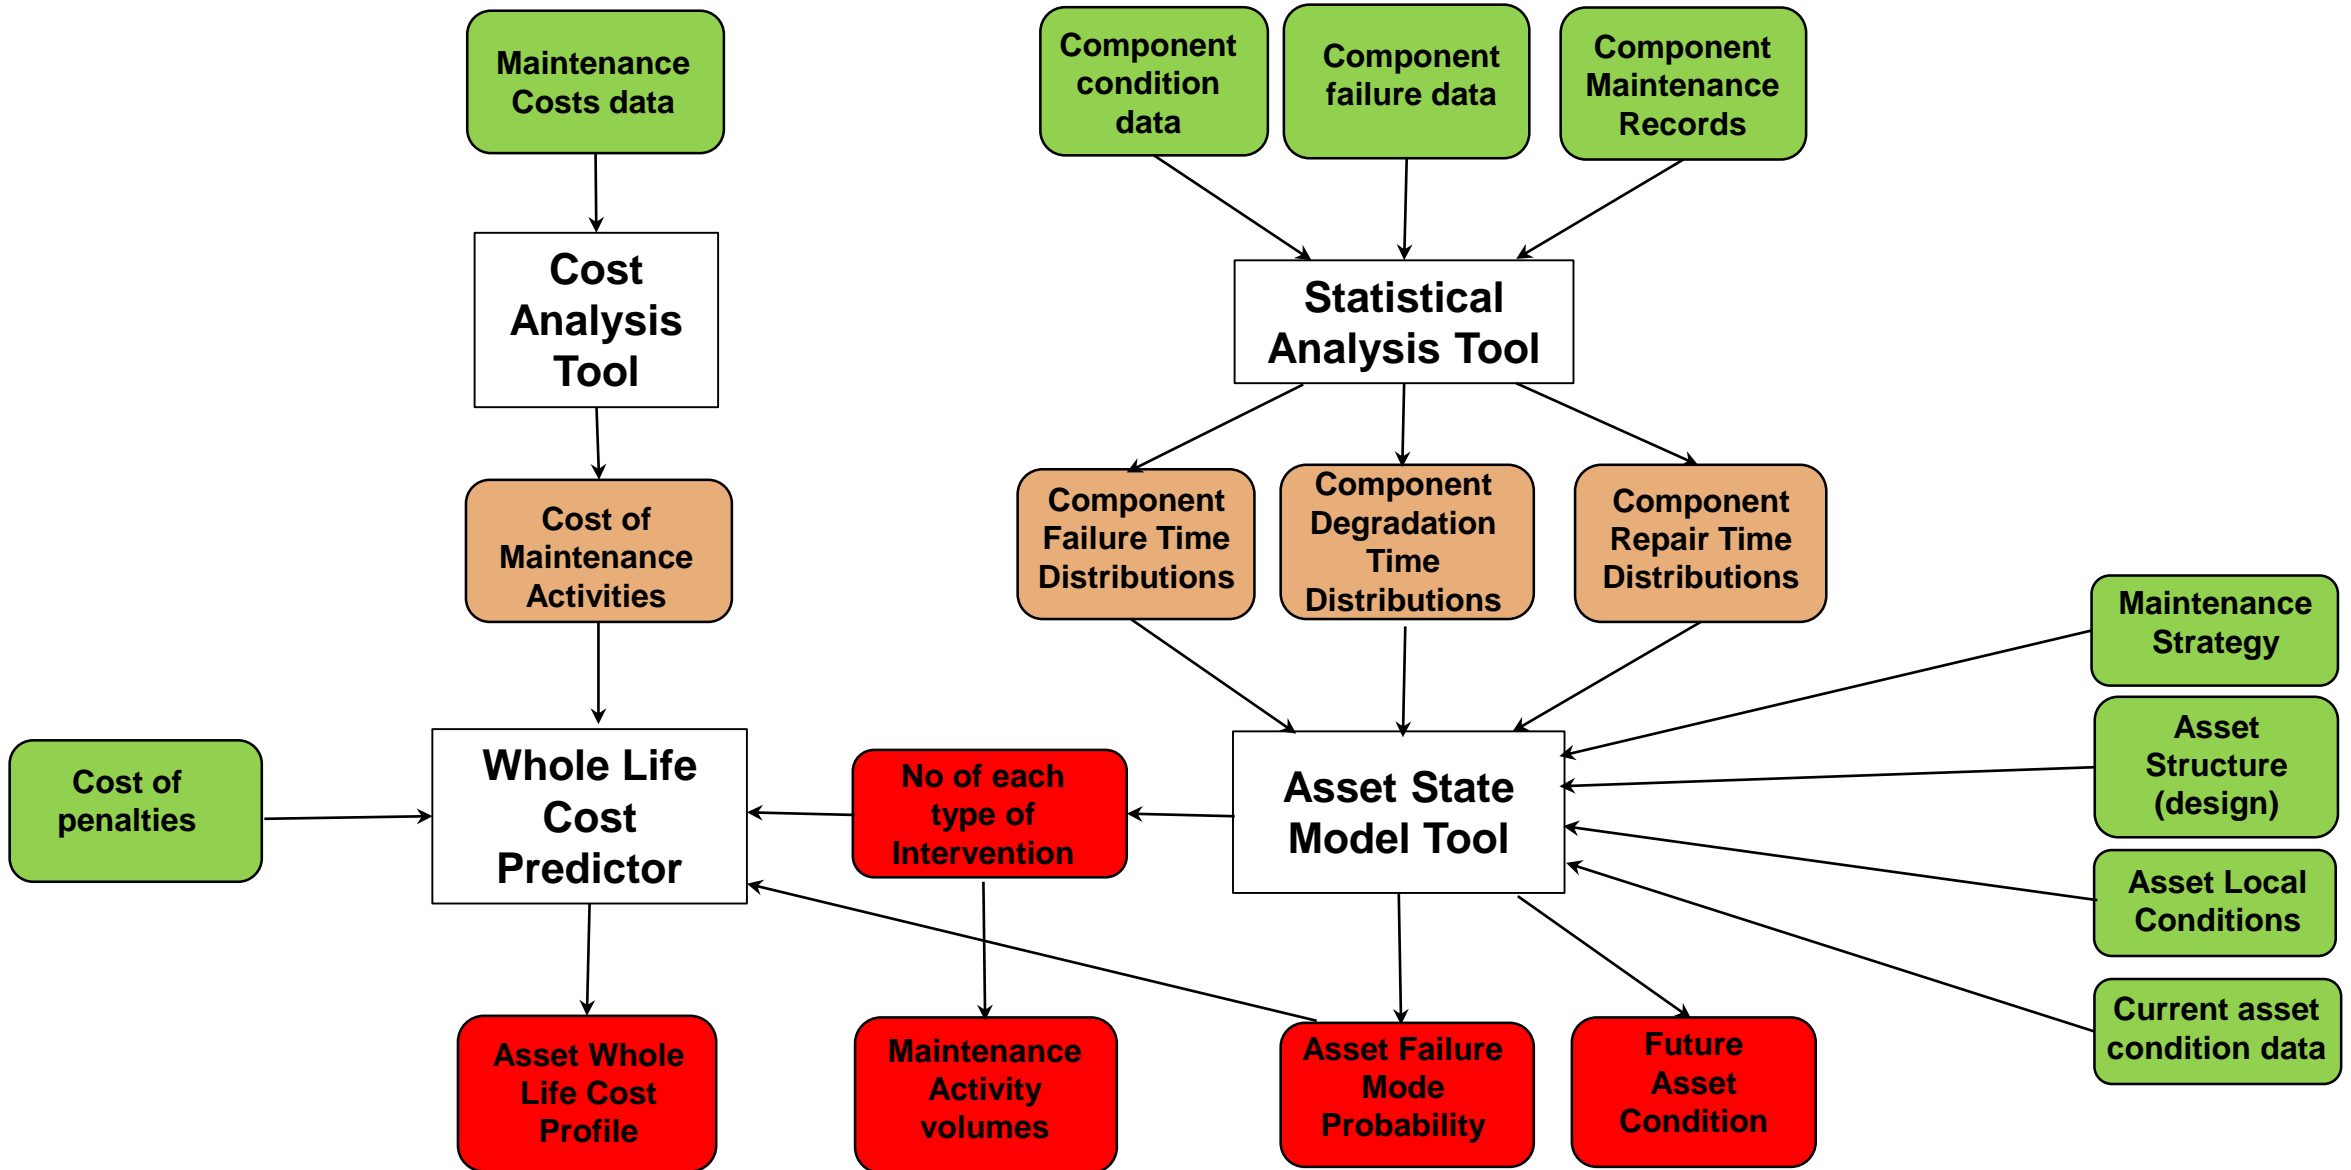 Maintenance
Costs data
Component
condition
data
Component
failure data
Component
Maintenance
Records
Cost
Analysis
Tool
Statistical
Analysis Tool
Cost of
Maintenance
Activities
Component
Failure Time
Distributions
Component
Degradation
Time
Distributions
Component
Repair Time
Distributions
Maintenance
Strategy
Asset
Structure
(design)
Asset Local
Conditions
Current asset
condition data
Cost of
penalties
Whole Life
Cost
Predictor
No of each
type of
Intervention
Asset State
Model Tool
Asset Whole
Life Cost
Profile
Maintenance
Activity
volumes
Asset Failure
Mode
Probability
Future
Asset
Condition